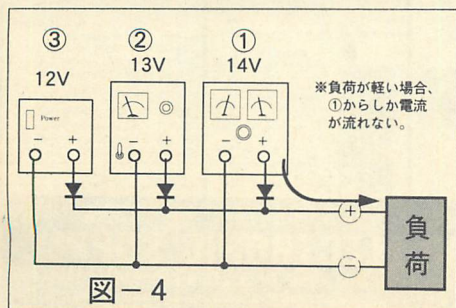 ③
12V
②
13V
①
14V
※負荷が軽い場合、
①からしか電流
が流れない。
Power
− +
− +
− +
＋
負荷
−
図－4